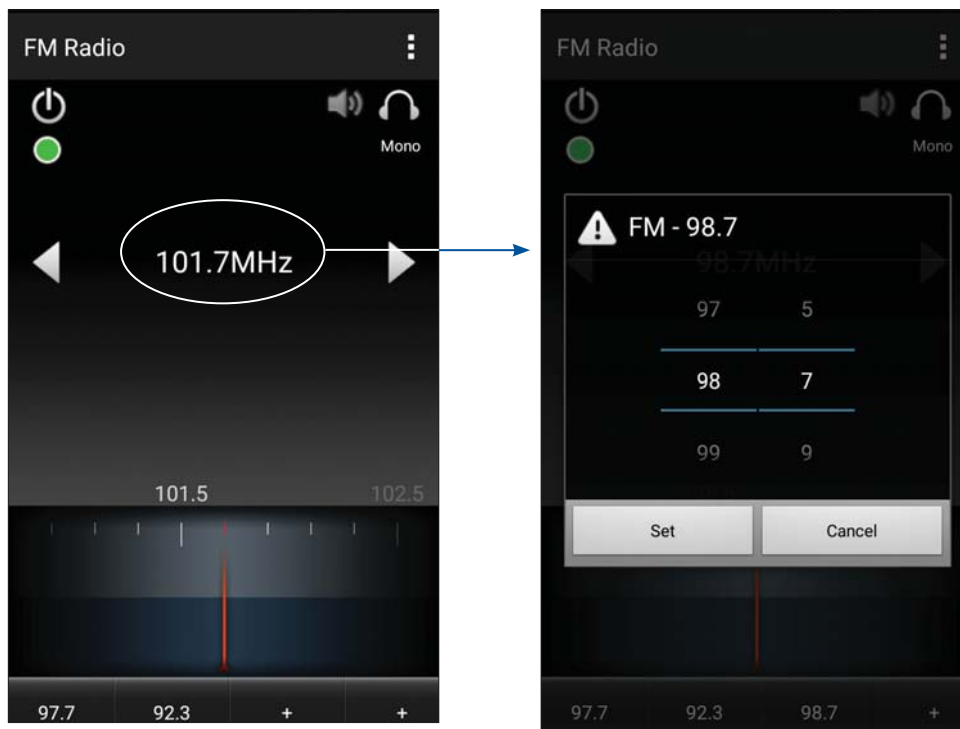 FM Radio
Mono
101.7MHz
101.5 102.5
97.7 92.3 + +
FM Radio
Mono
FM - 98.7
98.7MHz
97 5
98 7
99 9
Set Cancel
97.7 92.3 98.7 +